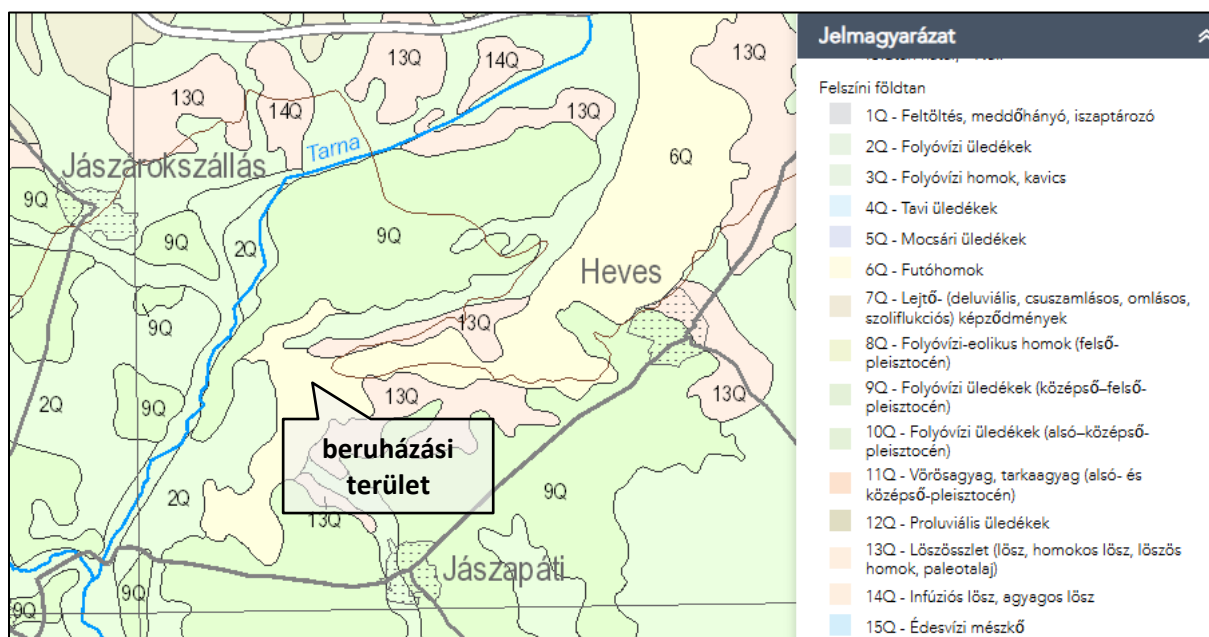 13Q
14Q
13Q
13Q
14Q
13Q
Tarna
6Q
Jászárokszállás
9Q
9Q
2Q
9Q
Heves
9Q
13Q
13Q
13Q
2Q
9Q
beruházási
terület
9Q
2Q
13Q
Jászapáti
9Q
9Q
Jelmagyarázat
Felszíni földtan
1Q - Feltöltés, meddőhányó, iszaptározó
2Q - Folyóvízi üledékek
3Q - Folyóvízi homok, kavics
4Q - Tavi üledékek
5Q - Mocsári üledékek
6Q - Futóhomok
7Q - Lejtő- (deluviális, csuszamlásos, omlásos,
szoliflukciós) képződmények
8Q - Folyóvízi-eolikus homok (felső-
pleisztocén)
9Q - Folyóvízi üledékek (középső–felső-
pleisztocén)
10Q - Folyóvízi üledékek (alsó–középső-
pleisztocén)
11Q - Vörösagyag, tarkaagyag (alsó- és
középső-pleisztocén)
12Q - Proluviális üledékek
13Q - Löszösszlet (lösz, homokos lösz, löszös
homok, paleotalaj)
14Q - Infúziós lösz, agyagos lösz
15Q - Édesvízi mészkő